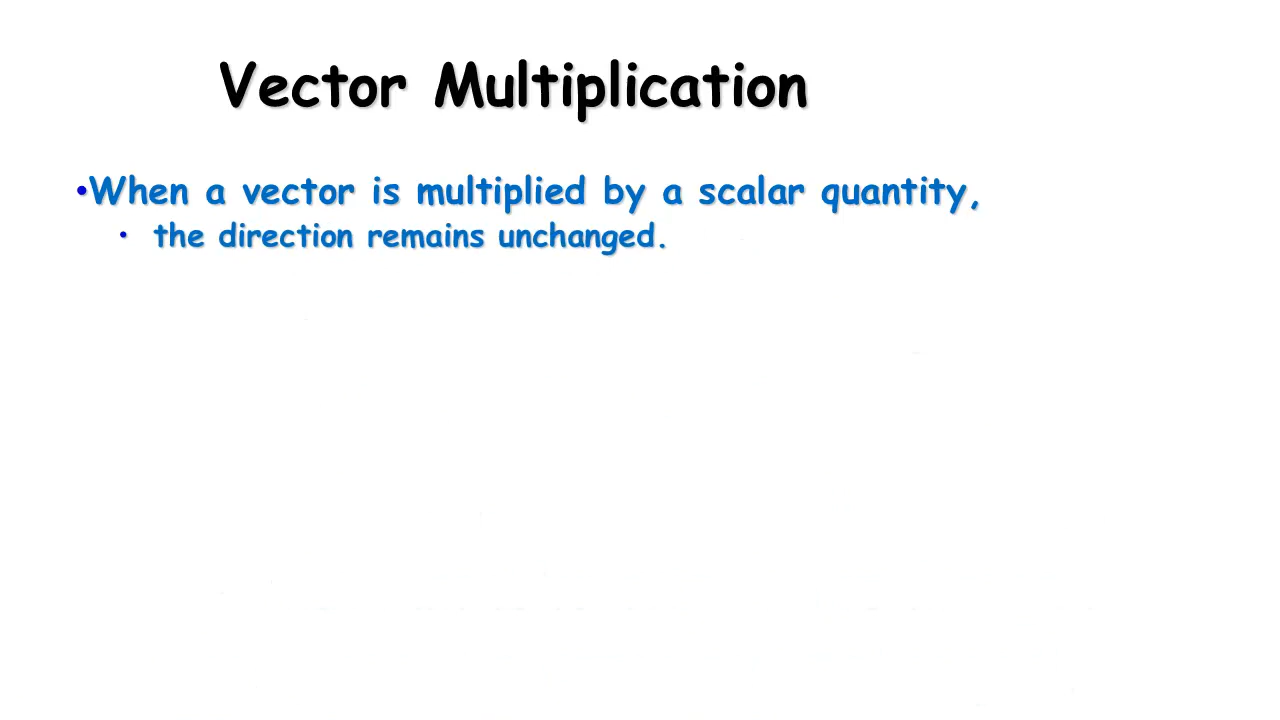 Vector Multiplication
•When a vector is multiplied by a scalar quantity,
• the direction remains unchanged.